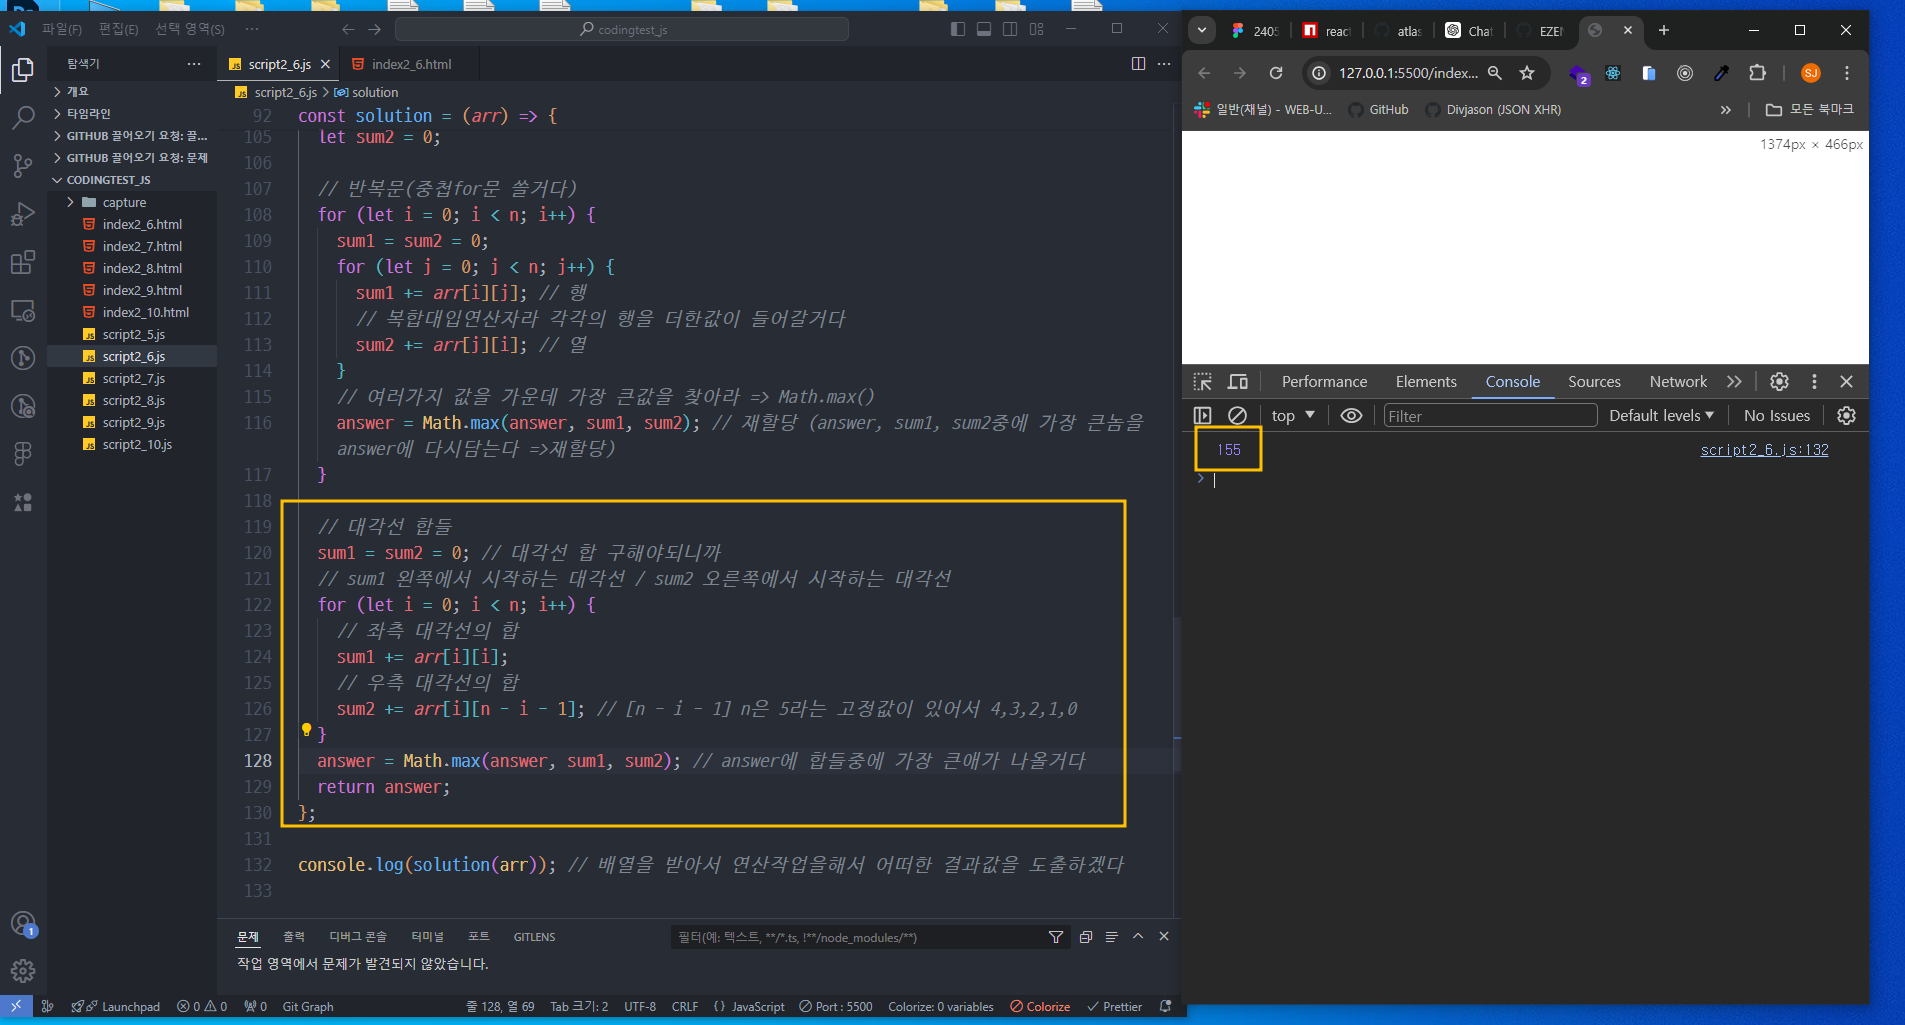 파일(F) 편집(E) 선택 영역(S) ···
codingtest_js
탐색기
개요
타임라인
GITHUB 끌어오기 요청: 끌...
GITHUB 끌어오기 요청: 문제
CODINGTEST_JS
capture
index2_6.html
index2_7.html
index2_8.html
index2_9.html
index2_10.html
script2_5.js
script2_6.js
script2_7.js
script2_8.js
script2_9.js
script2_10.js
script2_6.js index2_6.html
script2_6.js > solution
92 const solution = (arr) => {
105 let sum2 = 0;
106
107 // 반복문(중첩for문 쓸거다)
108 for (let i = 0; i < n; i++) {
109 sum1 = sum2 = 0;
110 for (let j = 0; j < n; j++) {
111 sum1 += arr[i][j]; // 행
112 // 복합대입연산자라 각각의 행을 더한값이 들어갈거다
113 sum2 += arr[j][i]; // 열
114 }
115 // 여러가지 값을 가운데 가장 큰값을 찾아라 => Math.max()
116 answer = Math.max(answer, sum1, sum2); // 재할당 (answer, sum1, sum2중에 가장 큰놈을
answer에 다시담는다 =>재할당)
117 }
118
119 // 대각선 합들
120 sum1 = sum2 = 0; // 대각선 합 구해야되니까
121 // sum1 왼쪽에서 시작하는 대각선 / sum2 오른쪽에서 시작하는 대각선
122 for (let i = 0; i < n; i++) {
123 // 좌측 대각선의 합
124 sum1 += arr[i][i];
125 // 우측 대각선의 합
126 sum2 += arr[i][n - i - 1]; // [n - i - 1] n은 5라는 고정값이 있어서 4,3,2,1,0
127 }
128 answer = Math.max(answer, sum1, sum2); // answer에 합들중에 가장 큰애가 나올거다
129 return answer;
130 };
131
132 console.log(solution(arr)); // 배열을 받아서 연산작업을해서 어떠한 결과값을 도출하겠다
133
문제 출력 디버그 콘솔 터미널 포트 GITLENS
필터(예: 텍스트, **/*.ts, !**/node_modules/**)
작업 영역에서 문제가 발견되지 않았습니다.
1
Launchpad 0 0 0 Git Graph 줄 128, 열 69 Tab 크기: 2 UTF-8 CRLF {} JavaScript Port : 5500 Colorize: 0 variables Colorize Prettier
2405 react atlas Chat EZEN
127.0.0.1:5500/index... 2 SJ
일반(채널) - WEB-U... GitHub Divjason (JSON XHR) » 모든 북마크
1374px × 466px
Performance Elements Console Sources Network
top Filter Default levels No Issues
155 script2_6.js:132
>